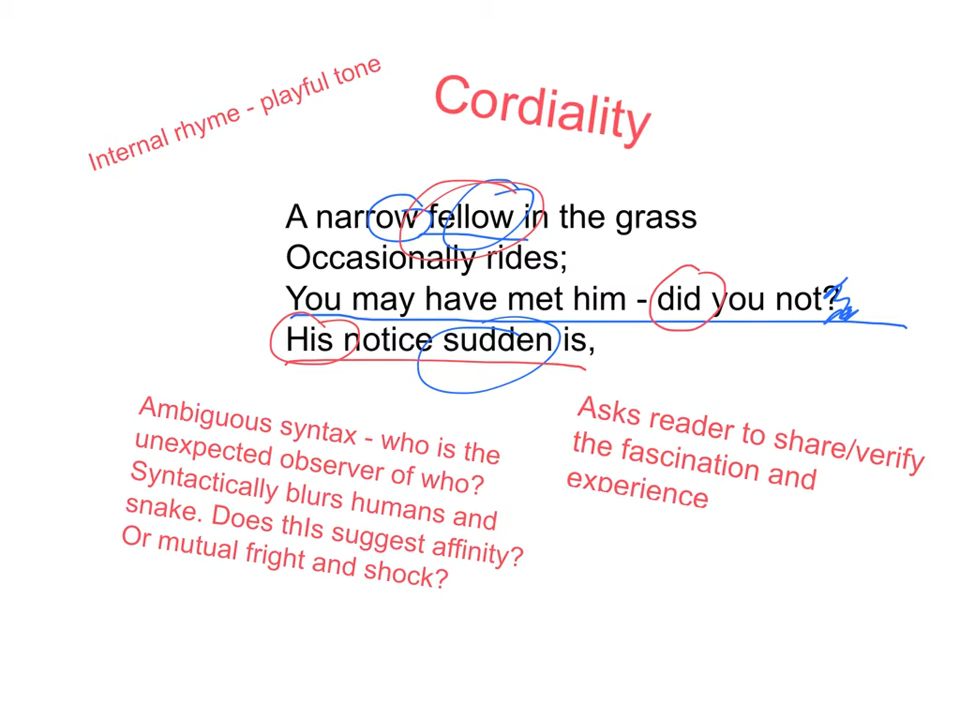 Internal rhyme - playful tone
Cordiality
A narrow fellow in the grass
Occasionally rides;
You may have met him - did you not?
His notice sudden is,
Ambiguous syntax - who is the
unexpected observer of who?
Syntactically blurs humans and
snake. Does thIs suggest affinity?
Or mutual fright and shock?
Asks reader to share/verify
the fascination and
experience